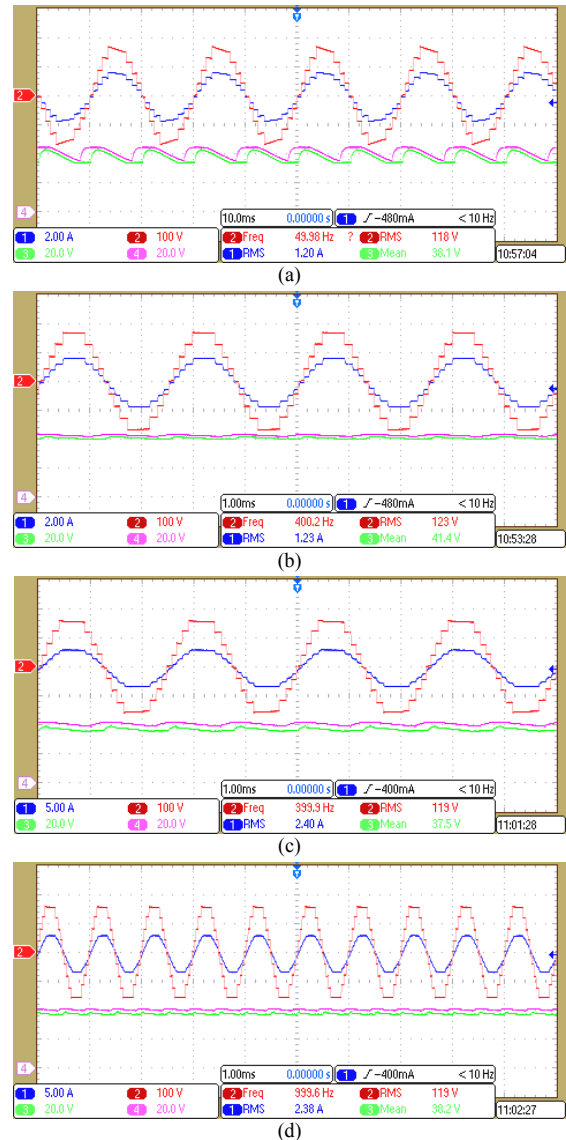 2
4
10.0ms 0.00000 s 1 -480mA < 10 Hz
1 2.00 A 2 100 V 2 Freq 49.98 Hz ? 2 RMS 118 V
3 20.0 V 4 20.0 V 1 RMS 1.20 A 3 Mean 38.1 V 10:57:04
(a)
2
4
1.00ms 0.00000 s 1 -480mA < 10 Hz
1 2.00 A 2 100 V 2 Freq 400.2 Hz 2 RMS 123 V
3 20.0 V 4 20.0 V 1 RMS 1.23 A 3 Mean 41.4 V 10:53:28
(b)
2
4
1.00ms 0.00000 s 1 -400mA < 10 Hz
1 5.00 A 2 100 V 2 Freq 399.9 Hz 2 RMS 119 V
3 20.0 V 4 20.0 V 1 RMS 2.40 A 3 Mean 37.5 V 11:01:28
(c)
2
4
1.00ms 0.00000 s 1 -400mA < 10 Hz
1 5.00 A 2 100 V 2 Freq 999.6 Hz 2 RMS 119 V
3 20.0 V 4 20.0 V 1 RMS 2.38 A 3 Mean 38.2 V 11:02:27
(d)